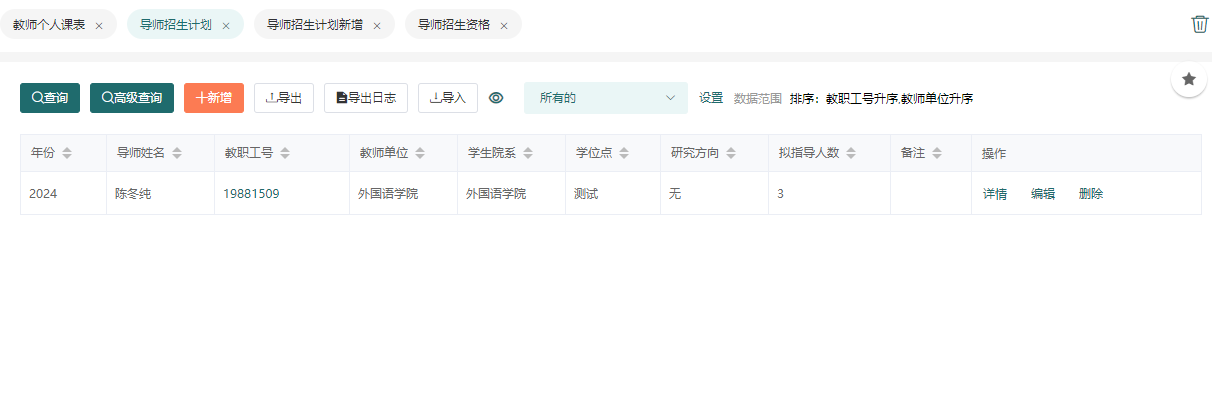 教师个人课表 × 导师招生计划 × 导师招生计划新增 × 导师招生资格 ×
查询 高级查询 新增 导出 导出日志 导入 所有的 设置 数据范围 排序：教职工号升序,教师单位升序
年份 导师姓名 教职工号 教师单位 学生院系 学位点 研究方向 拟指导人数 备注 操作
2024 陈冬纯 19881509 外国语学院 外国语学院 测试 无 3 详情 编辑 删除